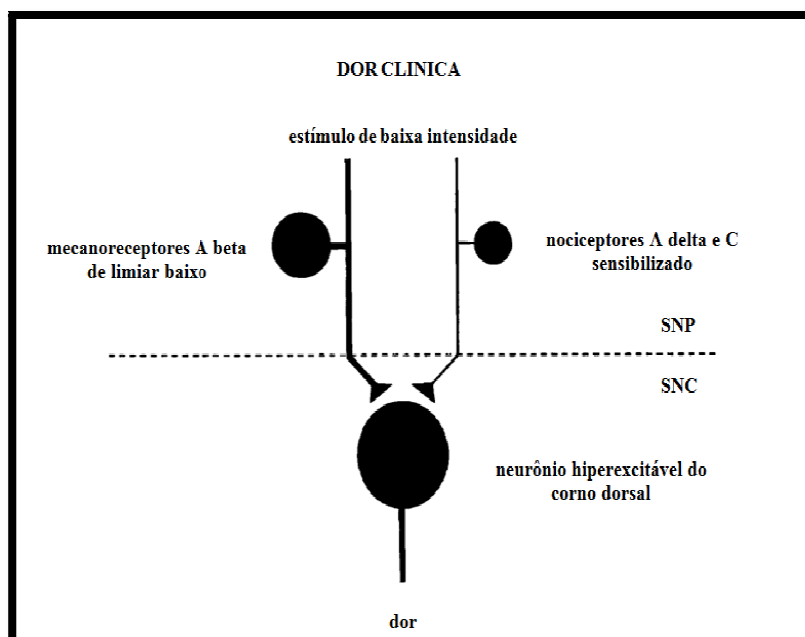 DOR CLINICA
estímulo de baixa intensidade
mecanoreceptores A beta
de limiar baixo
nociceptores A delta e C
sensibilizado
SNP
SNC
neurônio hiperexcitável do
corno dorsal
dor